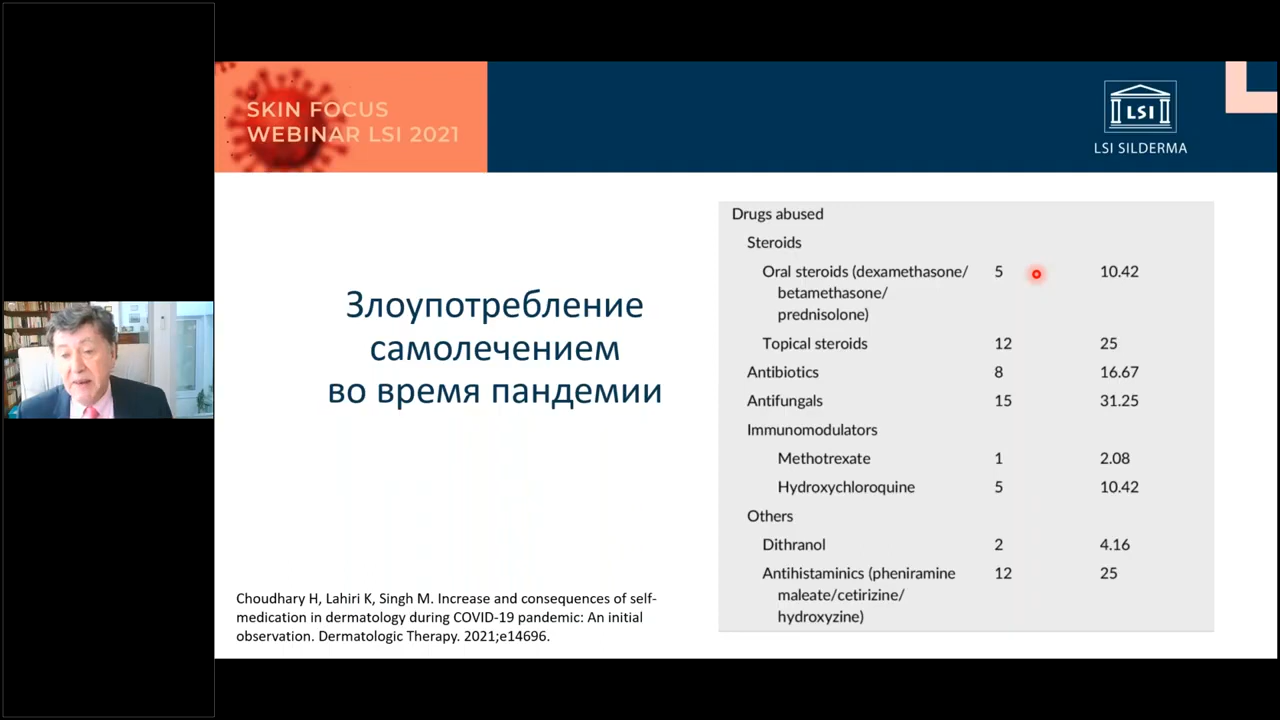 SKIN FOCUS
WEBINAR LSI 2021
LSI
LSI SILDERMA
Злоупотребление
самолечением
во время пандемии
Choudhary H, Lahiri K, Singh M. Increase and consequences of self-
medication in dermatology during COVID-19 pandemic: An initial
observation. Dermatologic Therapy. 2021;e14696.
Drugs abused
Steroids
Oral steroids (dexamethasone/ 5 10.42
betamethasone/
prednisolone)
Topical steroids 12 25
Antibiotics 8 16.67
Antifungals 15 31.25
Immunomodulators
Methotrexate 1 2.08
Hydroxychloroquine 5 10.42
Others
Dithranol 2 4.16
Antihistaminics (pheniramine 12 25
maleate/cetirizine/
hydroxyzine)